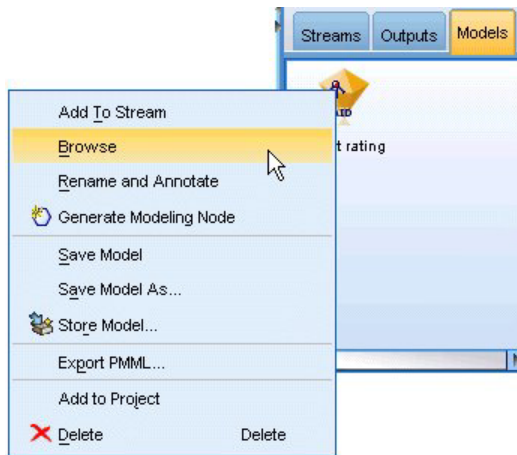 Streams
Outputs
Models
t rating
Add To Stream
Browse
Rename and Annotate
Generate Modeling Node
Save Model
Save Model As...
Store Model...
Export PMML...
Add to Project
Delete Delete